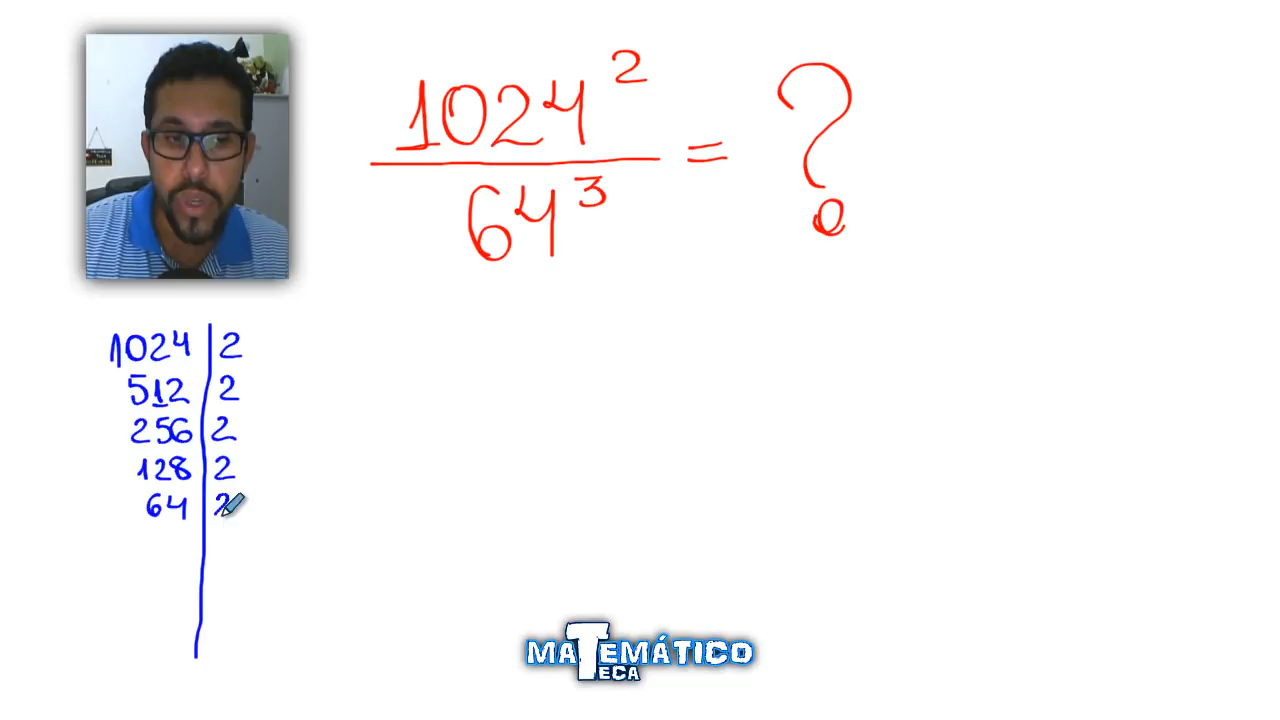 1024²
64³
= ?
1024 | 2
512 | 2
256 | 2
128 | 2
64 | 2
MATEMÁTICO
TECA